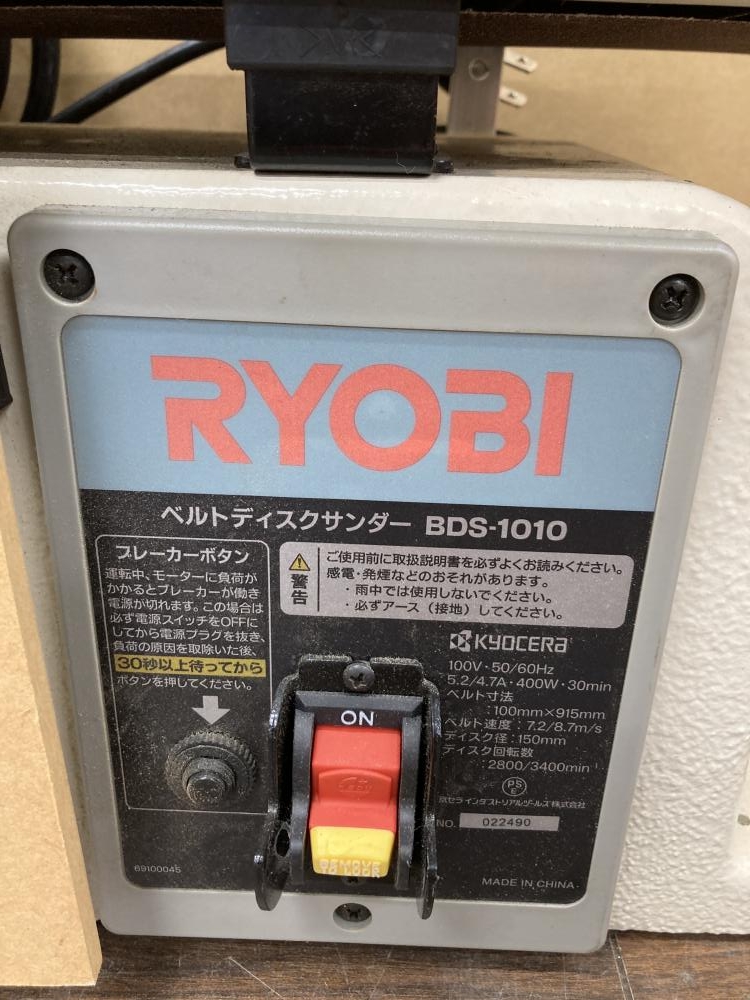 RYOBI
ベルトディスクサンダー BDS-1010
ブレーカーボタン
運転中、モーターに負荷が
かかるとブレーカーが働き
電源が切れます。この場合は
必ず電源スイッチをOFFに
してから電源プラグを抜き、
負荷の原因を取除いた後、
30秒以上待ってから
ボタンを押してください。
警告
ご使用前に取扱説明書を必ずよくお読みください。
感電・発煙などのおそれがあります。
・雨中では使用しないでください。
・必ずアース（接地）してください。
KYOCERA
100V・50/60Hz
5.2/4.7A・400W・30min
ベルト寸法
:100mm×915mm
ベルト速度：7.2/8.7m/s
ディスク径：150mm
ディスク回転数
:2800/3400min⁻¹
PS
E
京セラインダストリアルツールズ株式会社
NO. 022490
ON
REMOVE
TO LOCK
69100045
MADE IN CHINA